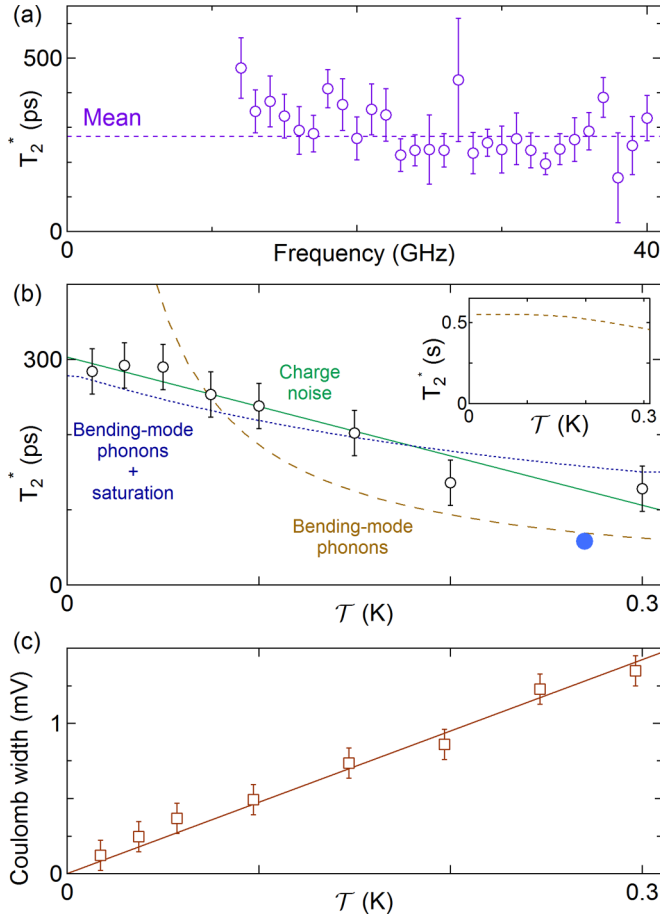 (a)
500
Mean
T2* (ps)
0
0
Frequency (GHz)
40
(b)
300
Charge
noise
Bending-mode
phonons
+
saturation
Bending-mode
phonons
T2* (ps)
0
0
𝒯 (K)
0.3
0.5
T2* (s)
0
0
𝒯 (K)
0.3
(c)
1
Coulomb width (mV)
0
0
𝒯 (K)
0.3